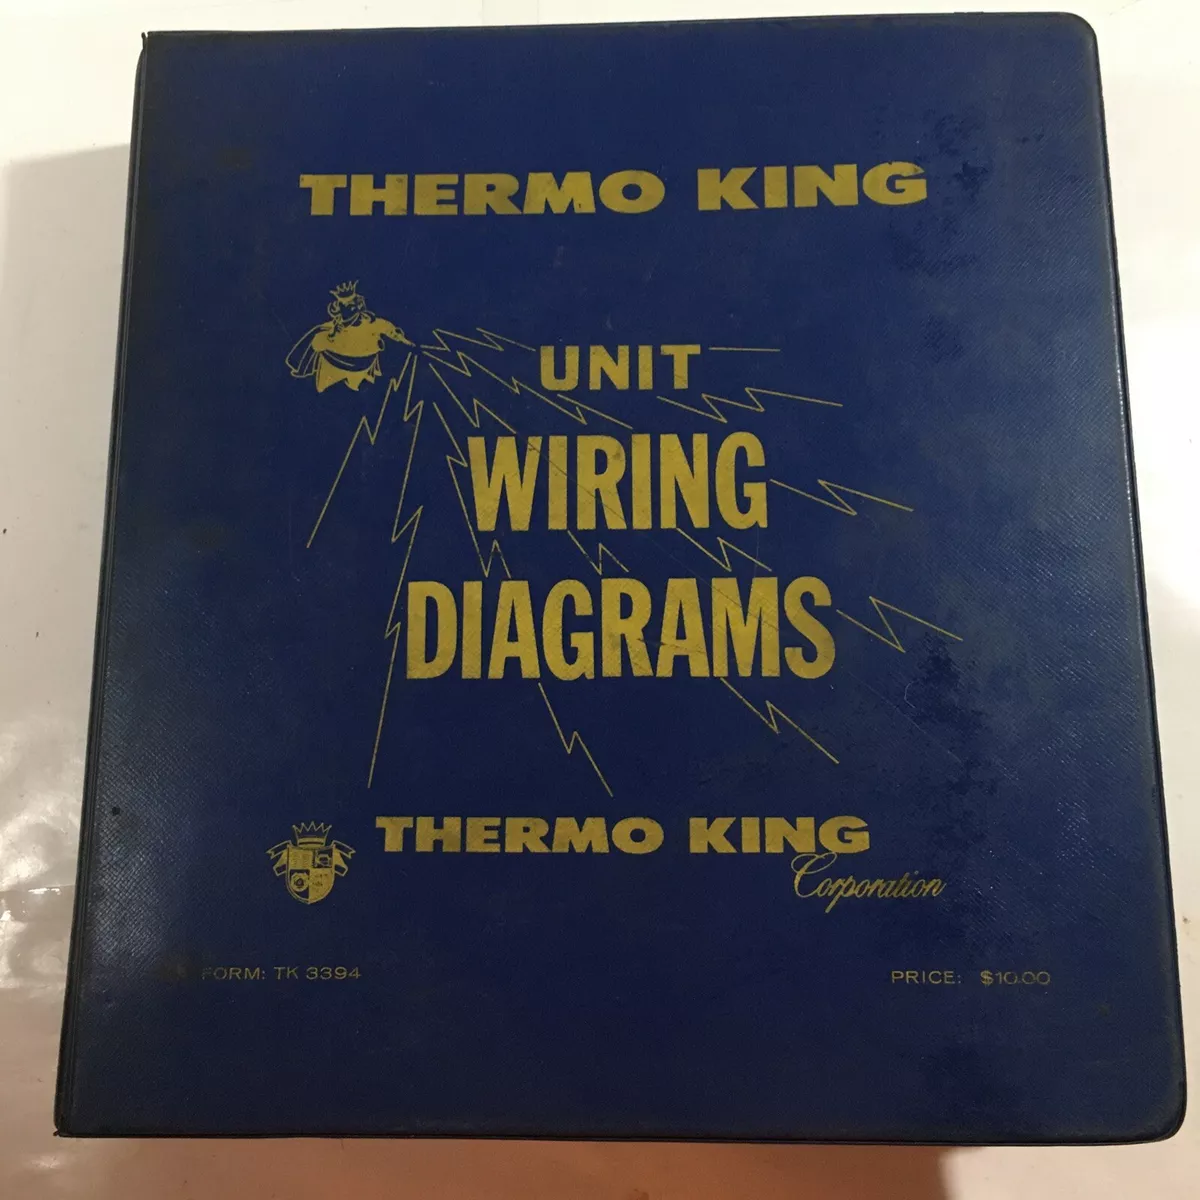 THERMO KING
UNIT
WIRING
DIAGRAMS
THERMO KING
Corporation
FORM: TK 3394
PRICE: $10.00